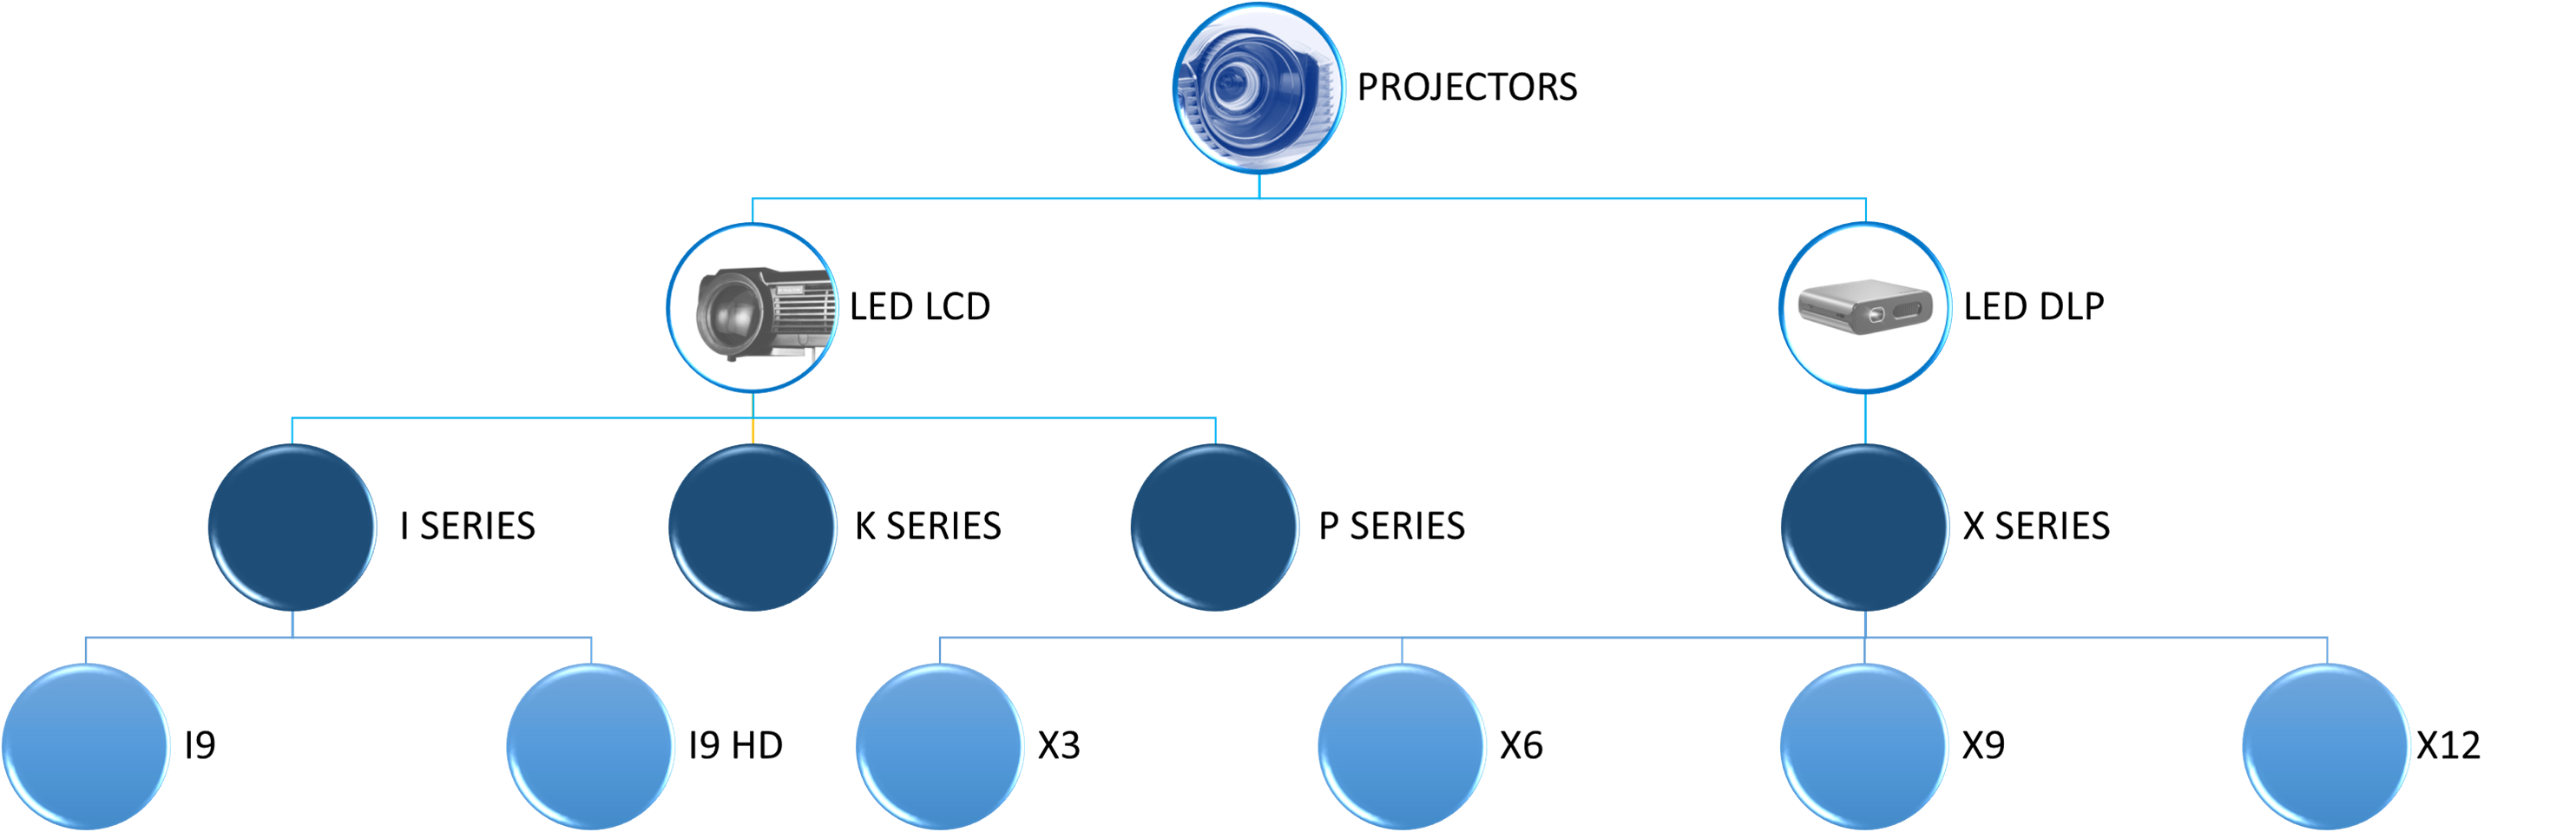 PROJECTORS
LED LCD
LED DLP
I SERIES
K SERIES
P SERIES
X SERIES
I9
I9 HD
X3
X6
X9
X12